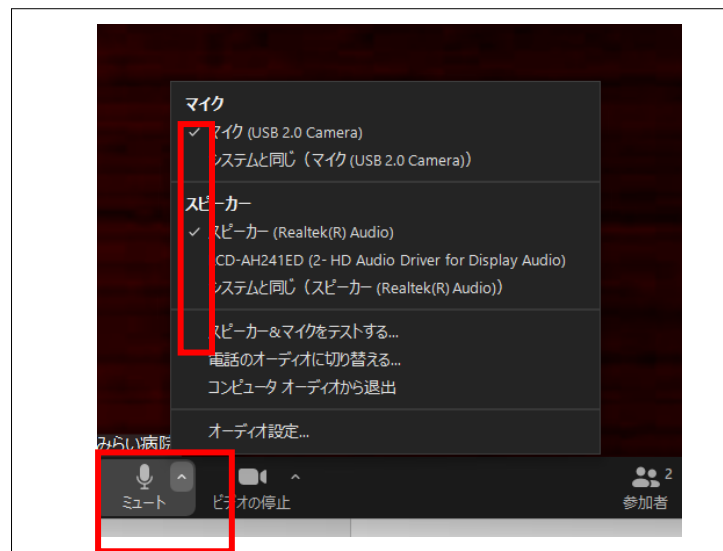 マイク
マイク (USB 2.0 Camera)
システムと同じ（マイク (USB 2.0 Camera)）
スピーカー
スピーカー (Realtek(R) Audio)
LCD-AH241ED (2- HD Audio Driver for Display Audio)
システムと同じ（スピーカー (Realtek(R) Audio)）
スピーカー&マイクをテストする...
電話のオーディオに切り替える...
コンピュータ オーディオから退出
オーディオ設定...
みらい病院
ミュート
ビデオの停止
2
参加者